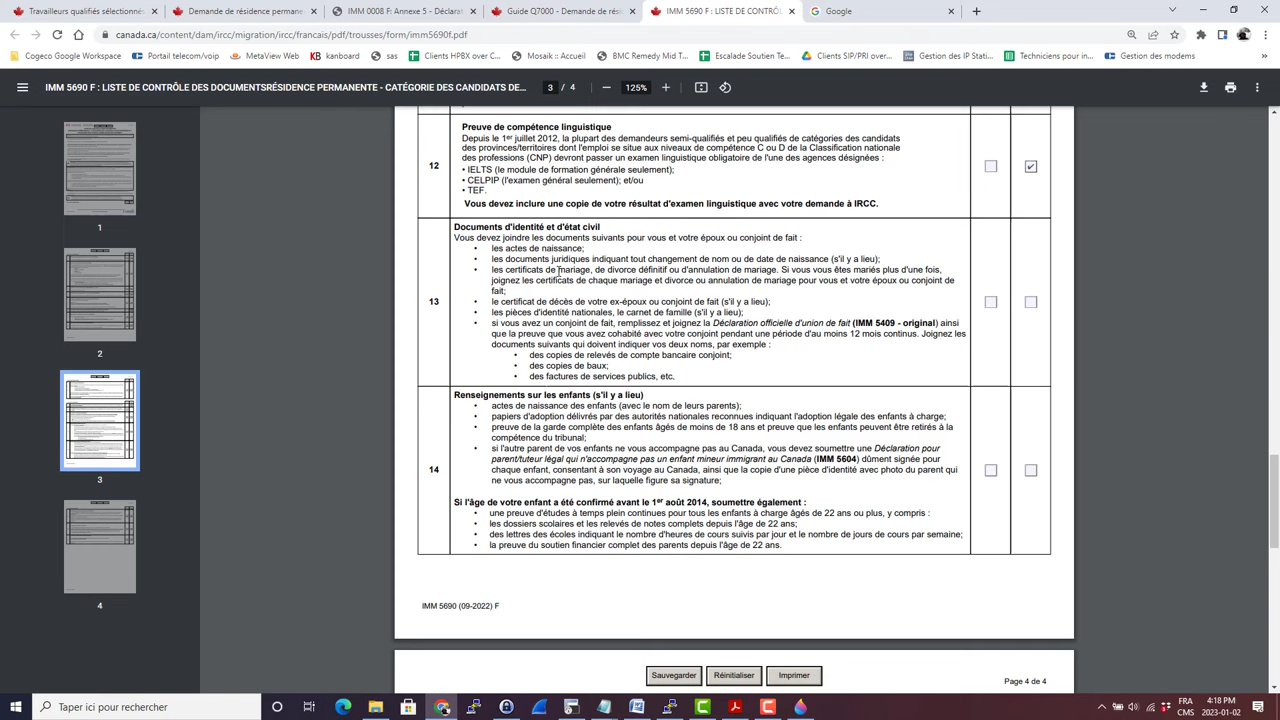 Travailleurs qualifiés sélectionnés
Demande de résidence permane
IMM 0008 F: Annexe 5 - Déclarat
Guide Q7000 - Demande de rési
IMM 5690 F : LISTE DE CONTRÔ
Google
canada.ca/content/dam/ircc/migration/ircc/francais/pdf/trousses/form/imm5690f.pdf
Cogeco Workspace
Portail telecom/voip
MetaView Web
kanboard
Clients HPBX over C...
Mosaik :: Accueil
BMC Remedy Mid T...
Escalade Soutien Te...
Clients SIP/PRI over...
Gestion des IP Stati...
Techniciens pour in...
Gestion des modems
IMM 5690 F : LISTE DE CONTRÔLE DES DOCUMENTSRÉSIDENCE PERMANENTE - CATÉGORIE DES CANDIDATS DE...
3 / 4
125%
1
2
3
4
12
Preuve de compétence linguistique
Depuis le 1er juillet 2012, la plupart des demandeurs semi-qualifiés et peu qualifiés de catégories des candidats
des provinces/territoires dont l'emploi se situe aux niveaux de compétence C ou D de la Classification nationale
des professions (CNP) devront passer un examen linguistique obligatoire de l'une des agences désignées :
• IELTS (le module de formation générale seulement);
• CELPIP (l'examen général seulement); et/ou
• TEF.
Vous devez inclure une copie de votre résultat d'examen linguistique avec votre demande à IRCC.
13
Documents d'identité et d'état civil
Vous devez joindre les documents suivants pour vous et votre époux ou conjoint de fait :
• les actes de naissance;
• les documents juridiques indiquant tout changement de nom ou de date de naissance (s'il y a lieu);
• les certificats de mariage, de divorce définitif ou d'annulation de mariage. Si vous vous êtes mariés plus d'une fois,
joignez les certificats de chaque mariage et divorce ou annulation de mariage pour vous et votre époux ou conjoint de
fait;
• le certificat de décès de votre ex-époux ou conjoint de fait (s'il y a lieu);
• les pièces d'identité nationales, le carnet de famille (s'il y a lieu);
• si vous avez un conjoint de fait, remplissez et joignez la Déclaration officielle d'union de fait (IMM 5409 - original) ainsi
que la preuve que vous avez cohabité avec votre conjoint pendant une période d'au moins 12 mois continus. Joignez les
documents suivants qui doivent indiquer vos deux noms, par exemple :
• des copies de relevés de compte bancaire conjoint;
• des copies de baux;
• des factures de services publics, etc.
14
Renseignements sur les enfants (s'il y a lieu)
• actes de naissance des enfants (avec le nom de leurs parents);
• papiers d'adoption délivrés par des autorités nationales reconnues indiquant l'adoption légale des enfants à charge;
• preuve de la garde complète des enfants âgés de moins de 18 ans et preuve que les enfants peuvent être retirés à la
compétence du tribunal;
• si l'autre parent de vos enfants ne vous accompagne pas au Canada, vous devez soumettre une Déclaration pour
parent/tuteur légal qui n'accompagne pas un enfant mineur immigrant au Canada (IMM 5604) dûment signée pour
chaque enfant, consentant à son voyage au Canada, ainsi que la copie d'une pièce d'identité avec photo du parent qui
ne vous accompagne pas, sur laquelle figure sa signature;
Si l'âge de votre enfant a été confirmé avant le 1er août 2014, soumettre également :
• une preuve d'études à temps plein continues pour tous les enfants à charge âgés de 22 ans ou plus, y compris :
• les dossiers scolaires et les relevés de notes complets depuis l'âge de 22 ans;
• des lettres des écoles indiquant le nombre d'heures de cours suivis par jour et le nombre de jours de cours par semaine;
• la preuve du soutien financier complet des parents depuis l'âge de 22 ans.
IMM 5690 (09-2022) F
Sauvegarder
Réinitialiser
Imprimer
Page 4 de 4
Taper ici pour rechercher
FRA
CMS
4:18 PM
2023-01-02